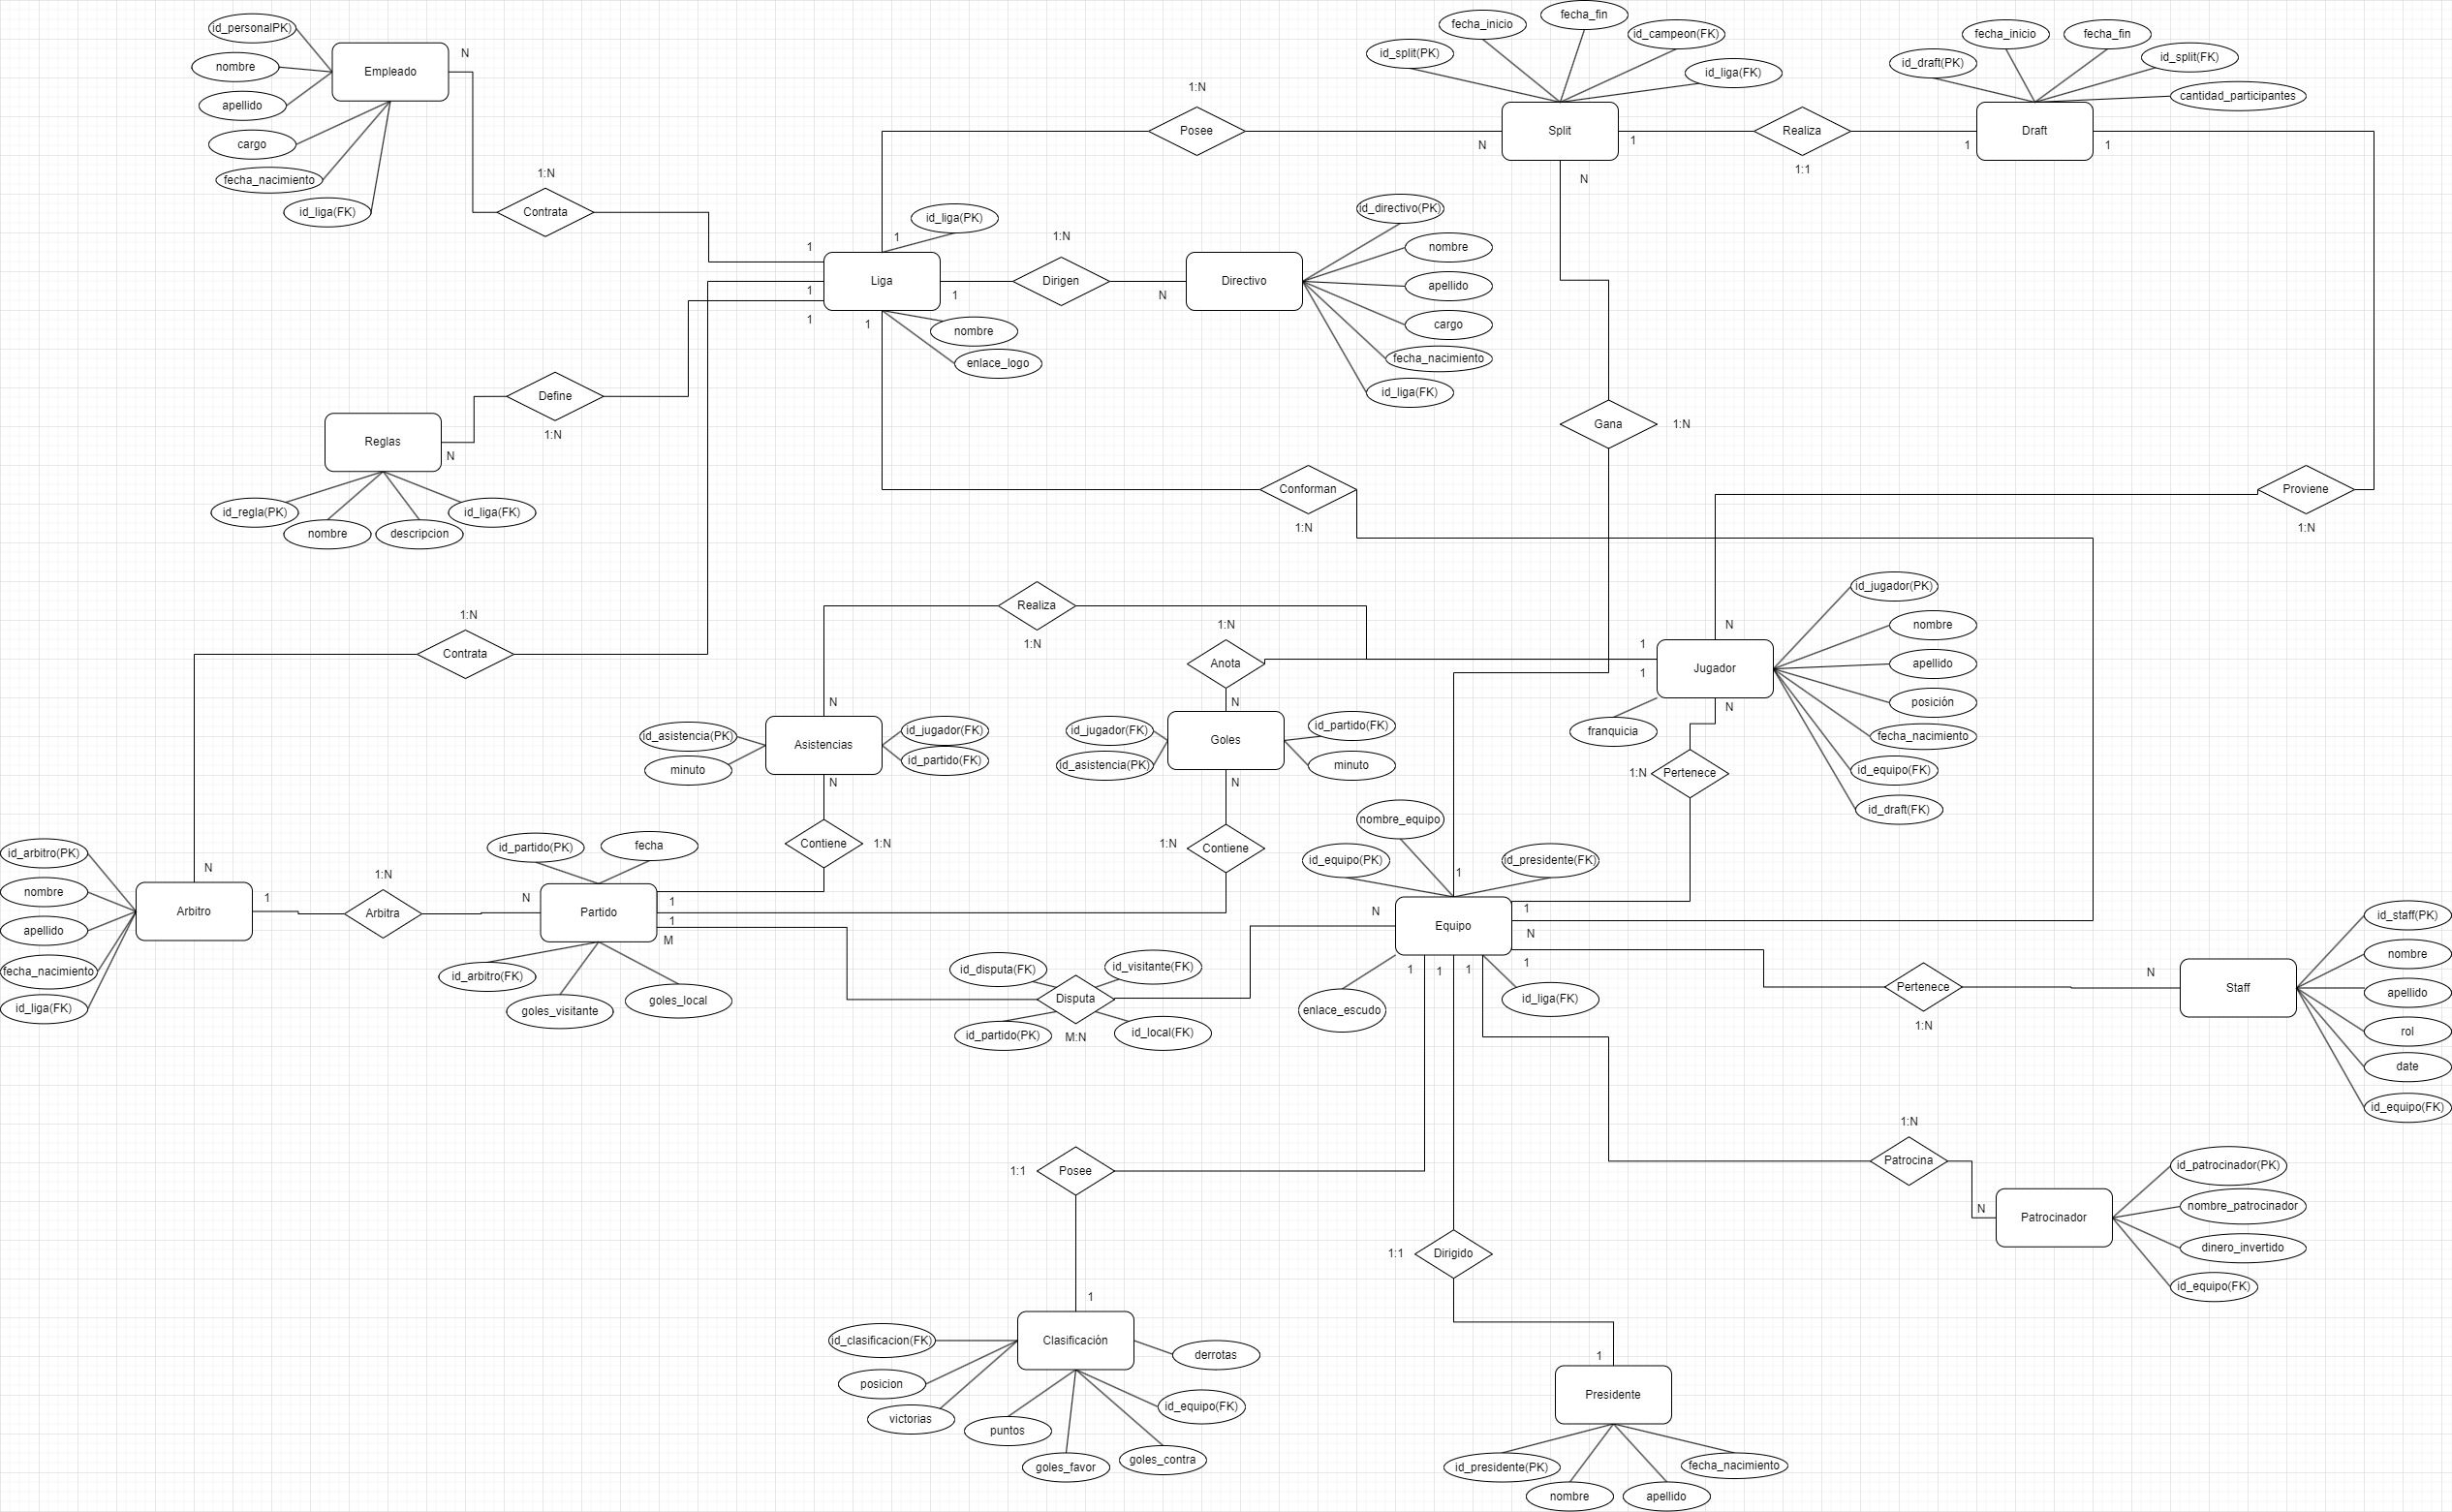 id_personalPK)
nombre
apellido
cargo
fecha_nacimiento
id_liga(FK)
Empleado
N
1:N
Contrata
1
id_liga(PK)
1
Liga
nombre
enlace_logo
1
1
1
1
1:N
Dirigen
N
Directivo
id_directivo(PK)
nombre
apellido
cargo
fecha_nacimiento
id_liga(FK)
1:N
Posee
N
id_split(PK)
fecha_inicio
fecha_fin
id_campeon(FK)
id_liga(FK)
Split
N
1
Realiza
1:1
1
id_draft(PK)
fecha_inicio
fecha_fin
id_split(FK)
cantidad_participantes
Draft
1
Gana
1:N
Conforman
1:N
Proviene
1:N
Define
1:N
Reglas
N
id_regla(PK)
nombre
descripcion
id_liga(FK)
1:N
Contrata
N
Realiza
1:N
1:N
Anota
1
1
N
N
Jugador
id_jugador(PK)
nombre
apellido
posición
fecha_nacimiento
id_equipo(FK)
id_draft(FK)
franquicia
1:N
Pertenece
N
id_asistencia(PK)
minuto
Asistencias
id_jugador(FK)
id_partido(FK)
N
Contiene
1:N
N
id_jugador(FK)
id_asistencia(PK)
Goles
id_partido(FK)
minuto
N
1:N
Contiene
id_arbitro(PK)
nombre
apellido
fecha_nacimiento
id_liga(FK)
Arbitro
1
1:N
Arbitra
N
id_partido(PK)
fecha
Partido
id_arbitro(FK)
goles_visitante
goles_local
1
1
M
id_disputa(FK)
id_visitante(FK)
Disputa
id_partido(PK)
id_local(FK)
M:N
nombre_equipo
id_equipo(PK)
id_presidente(FK)
1
N
Equipo
1
N
1
1
1
1
enlace_escudo
id_liga(FK)
Pertenece
1:N
N
Staff
id_staff(PK)
nombre
apellido
rol
date
id_equipo(FK)
1:N
Patrocina
N
Patrocinador
id_patrocinador(PK)
nombre_patrocinador
dinero_invertido
id_equipo(FK)
1:1
Posee
1
Clasificación
id_clasificacion(FK)
posicion
victorias
puntos
goles_favor
goles_contra
id_equipo(FK)
derrotas
1:1
Dirigido
1
Presidente
id_presidente(PK)
nombre
apellido
fecha_nacimiento